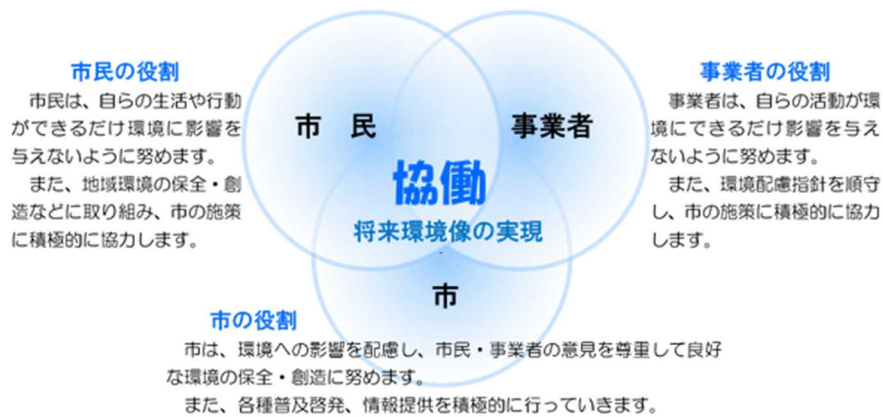 市民の役割
市民は、自らの生活や行動
ができるだけ環境に影響を
与えないように努めます。
また、地域環境の保全・創
造などに取り組み、市の施策
に積極的に協力します。
市　民
事業者
協働
将来環境像の実現
市
事業者の役割
事業者は、自らの活動が環
境にできるだけ影響を与え
ないように努めます。
また、環境配慮指針を順守
し、市の施策に積極的に協力
します。
市の役割
市は、環境への影響を配慮し、市民・事業者の意見を尊重して良好
な環境の保全・創造に努めます。
また、各種普及啓発、情報提供を積極的に行っていきます。